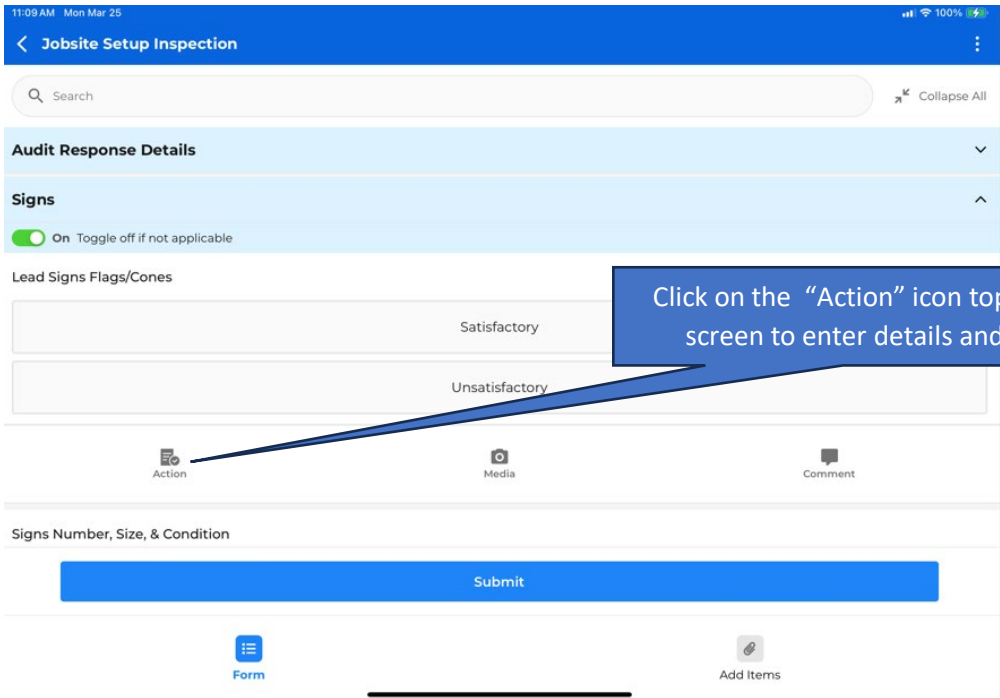 11:09 AM Mon Mar 25
100%
Jobsite Setup Inspection
Search
Collapse All
Audit Response Details
Signs
On Toggle off if not applicable
Lead Signs Flags/Cones
Click on the “Action” icon
screen to enter details and
Satisfactory
Unsatisfactory
Action
Media
Comment
Signs Number, Size, & Condition
Submit
Form
Add Items